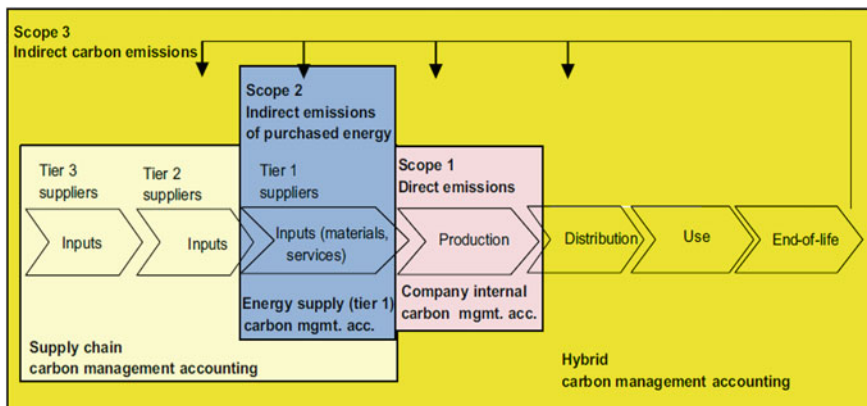 Scope 3
Indirect carbon emissions
Scope 2
Indirect emissions
of purchased energy
Tier 3
suppliers
Tier 2
suppliers
Tier 1
suppliers
Scope 1
Direct emissions
Inputs
Inputs
Inputs (materials,
services)
Production
Distribution
Use
End-of-life
Energy supply (tier 1)
carbon mgmt. acc.
Company internal
carbon mgmt. acc.
Supply chain
carbon management accounting
Hybrid
carbon management accounting